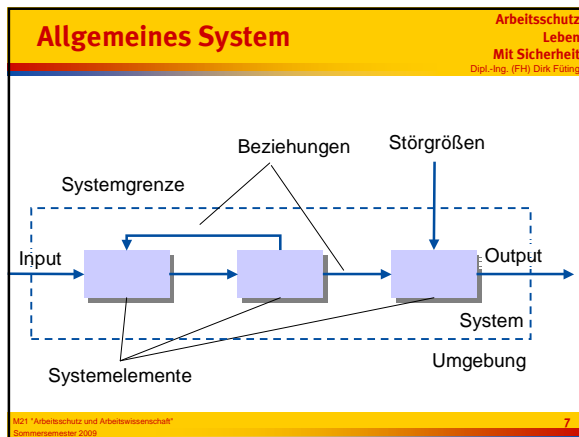 Allgemeines System
Arbeitsschutz
Leben
Mit Sicherheit
Dipl.-Ing. (FH) Dirk Füting
Beziehungen
Störgrößen
Systemgrenze
Input
Output
System
Umgebung
Systemelemente
M21 "Arbeitsschutz und Arbeitswissenschaft"
Sommersemester 2009
7